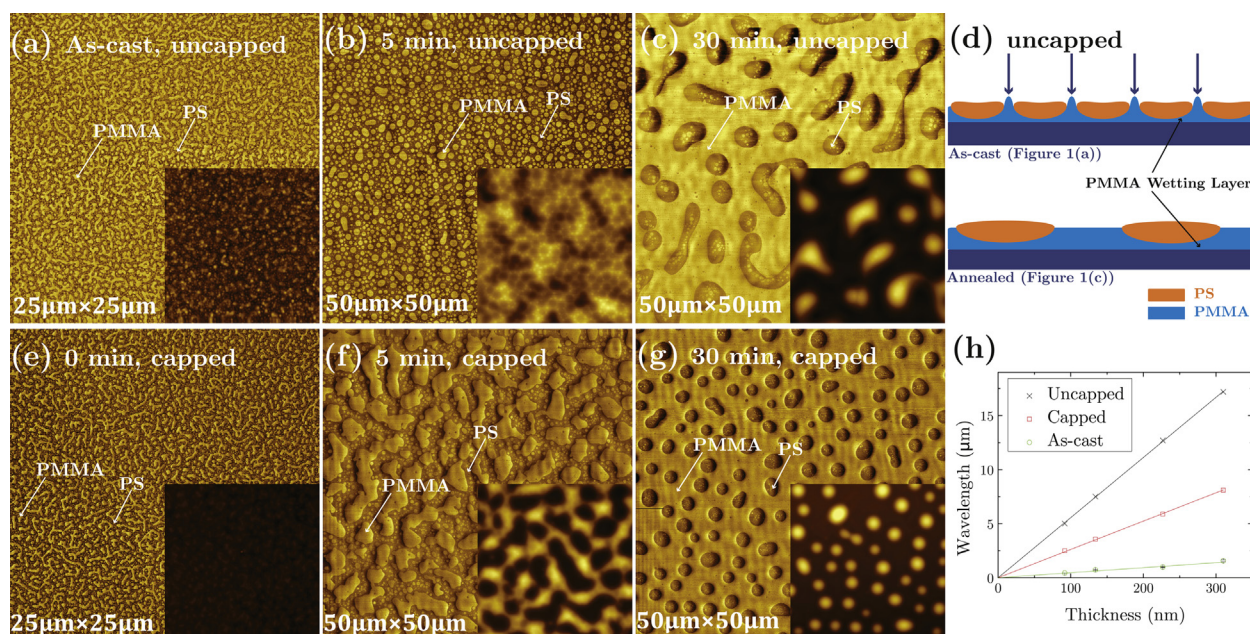 (a) As-cast, uncapped
PMMA
PS
25μm×25μm
(b) 5 min, uncapped
PMMA
PS
50μm×50μm
(c) 30 min, uncapped
PMMA
PS
50μm×50μm
(d) uncapped
As-cast (Figure 1(a))
PMMA Wetting Layer
Annealed (Figure 1(c))
PS
PMMA
(e) 0 min, capped
PMMA
PS
25μm×25μm
(f) 5 min, capped
PS
PMMA
50μm×50μm
(g) 30 min, capped
PMMA
PS
50μm×50μm
(h)
Uncapped
Capped
As-cast
Wavelength (μm)
15
10
5
0
0 100 200 300
Thickness (nm)